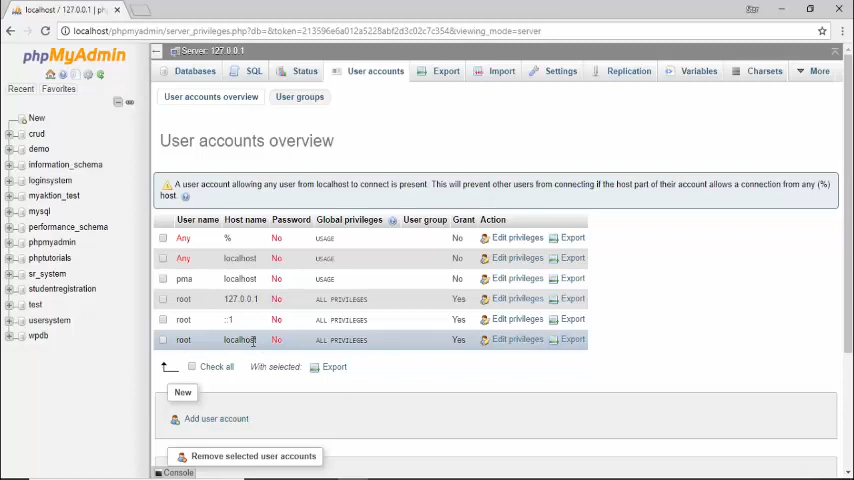 localhost / 127.0.0.1 | ph
localhost/phpmyadmin/server_privileges.php?db=&token=213596e6a012a5228abf2d3c02c754c9&viewing_mode=server
phpMyAdmin
Recent Favorites
New
crud
demo
information_schema
loginsystem
myaktion_test
mysql
performance_schema
phpmyadmin
phptutorials
sr_system
studentregistration
test
usersystem
wpdb
Server: 127.0.0.1
Databases SQL Status User accounts Export Import Settings Replication Variables Charsets More
User accounts overview User groups
User accounts overview
A user account allowing any user from localhost to connect is present. This will prevent other users from connecting if the host part of their account allows a connection from any (%)
host.
User name Host name Password Global privileges User group Grant Action
Any % No USAGE No Edit privileges Export
Any localhost No USAGE No Edit privileges Export
pma localhost No USAGE No Edit privileges Export
root 127.0.0.1 No ALL PRIVILEGES Yes Edit privileges Export
root ::1 No ALL PRIVILEGES Yes Edit privileges Export
root localhost No ALL PRIVILEGES Yes Edit privileges Export
Check all With selected: Export
New
Add user account
Remove selected user accounts
Console